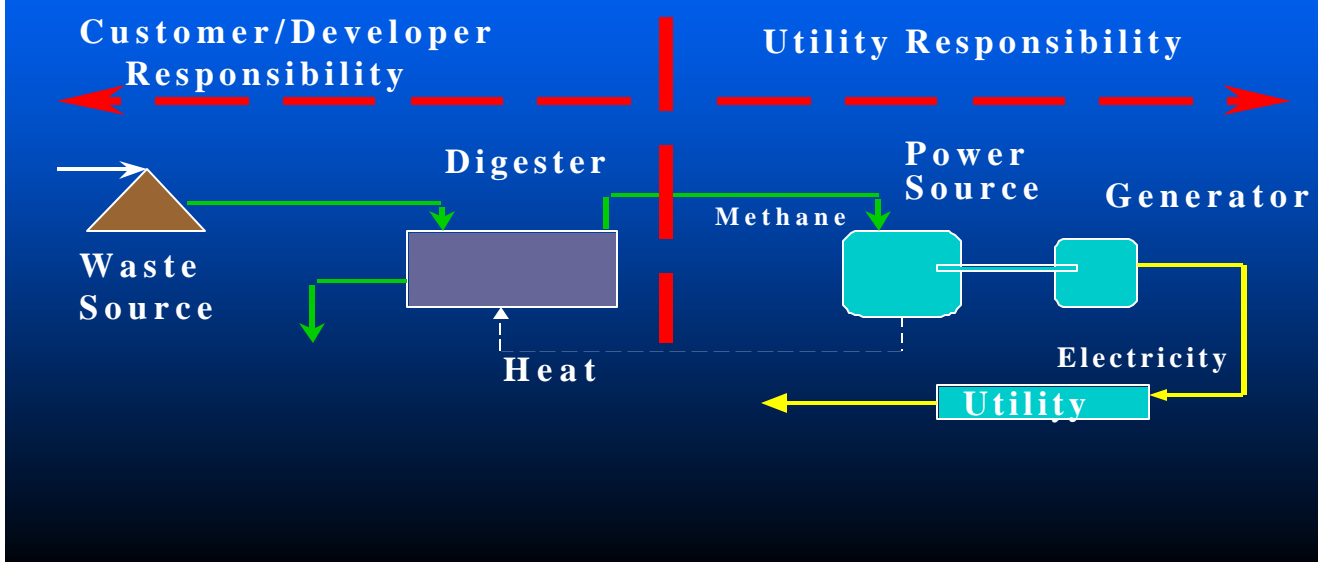 Customer/Developer
Responsibility
Utility Responsibility
Digester
Power
Source
Generator
Methane
Waste
Source
Heat
Electricity
Utility